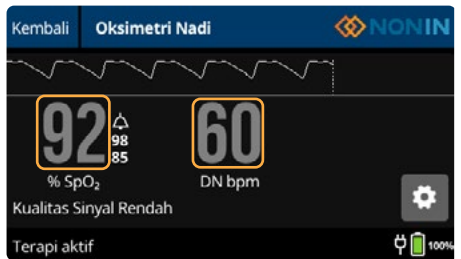 Kembali Oksimetri Nadi NONIN
92 98 60
85
% SpO₂ DN bpm
Kualitas Sinyal Rendah
Terapi aktif 100%